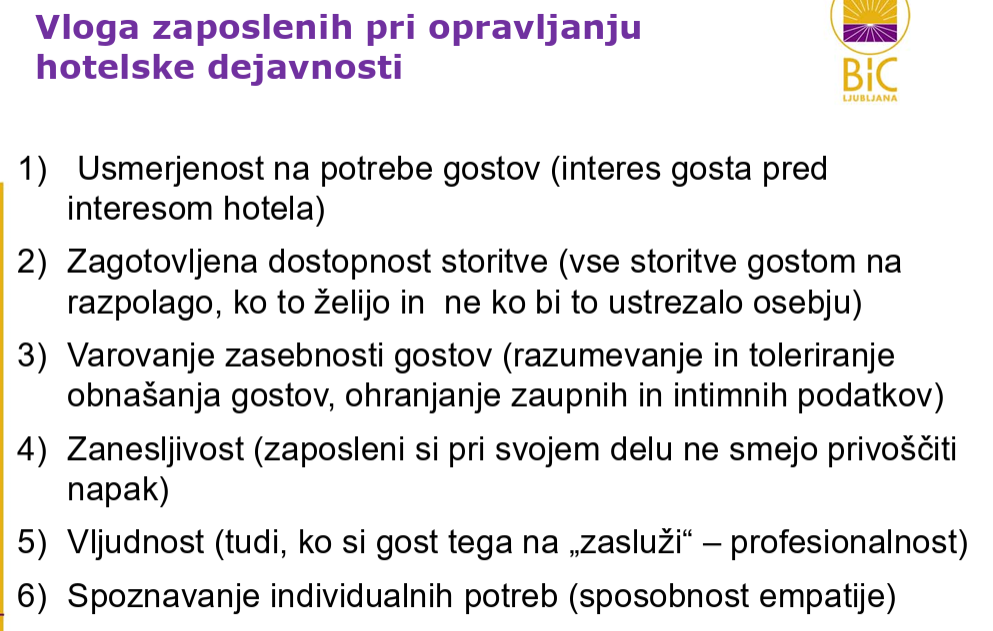 Vloga zaposlenih pri opravljanju
hotelske dejavnosti
BiC
LJUBLJANA
1) Usmerjenost na potrebe gostov (interes gosta pred
interesom hotela)
2) Zagotovljena dostopnost storitve (vse storitve gostom na
razpolago, ko to želijo in ne ko bi to ustrezalo osebju)
3) Varovanje zasebnosti gostov (razumevanje in toleriranje
obnašanja gostov, ohranjanje zaupnih in intimnih podatkov)
4) Zanesljivost (zaposleni si pri svojem delu ne smejo privoščiti
napak)
5) Vljudnost (tudi, ko si gost tega na „zasluži“ – profesionalnost)
6) Spoznavanje individualnih potreb (sposobnost empatije)